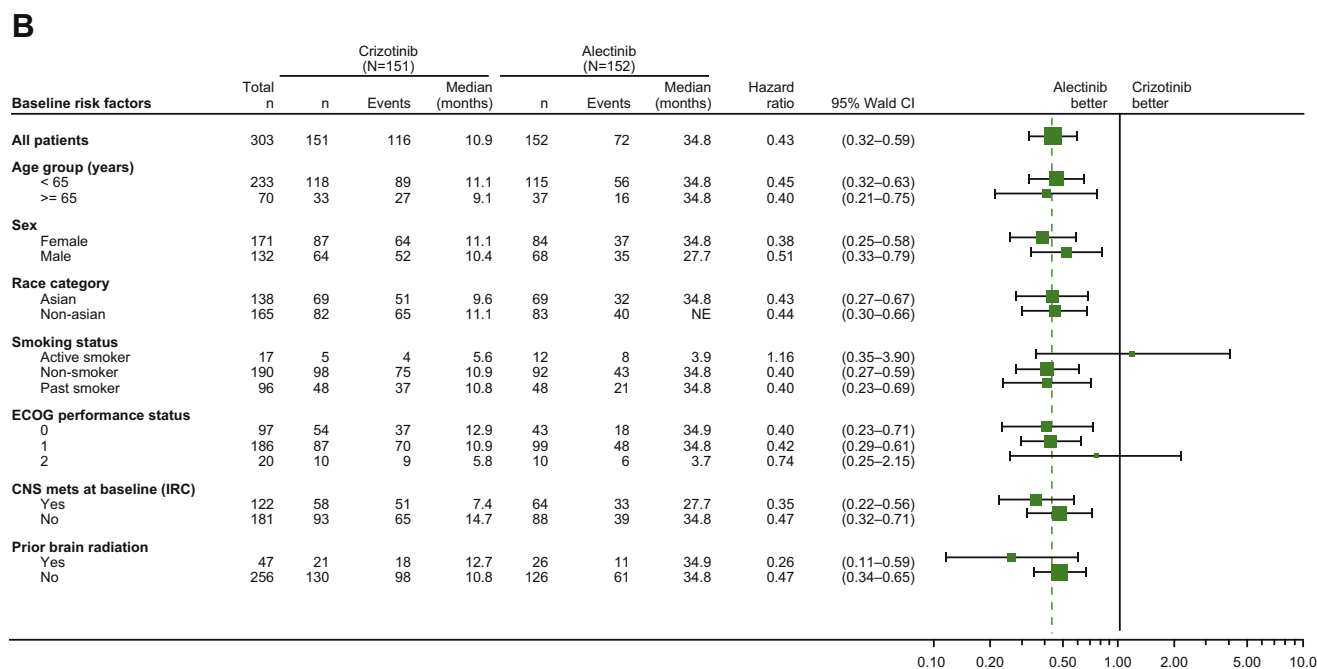 B
Crizotinib Alectinib
(N=151) (N=152)
Total Median Median Hazard Alectinib Crizotinib
Baseline risk factors n n Events (months) n Events (months) ratio 95% Wald CI better better
All patients 303 151 116 10.9 152 72 34.8 0.43 (0.32–0.59)
Age group (years)
< 65 233 118 89 11.1 115 56 34.8 0.45 (0.32–0.63)
>= 65 70 33 27 9.1 37 16 34.8 0.40 (0.21–0.75)
Sex
Female 171 87 64 11.1 84 37 34.8 0.38 (0.25–0.58)
Male 132 64 52 10.4 68 35 27.7 0.51 (0.33–0.79)
Race category
Asian 138 69 51 9.6 69 32 34.8 0.43 (0.27–0.67)
Non-asian 165 82 65 11.1 83 40 NE 0.44 (0.30–0.66)
Smoking status
Active smoker 17 5 4 5.6 12 8 3.9 1.16 (0.35–3.90)
Non-smoker 190 98 75 10.9 92 43 34.8 0.40 (0.27–0.59)
Past smoker 96 48 37 10.8 48 21 34.8 0.40 (0.23–0.69)
ECOG performance status
0 97 54 37 12.9 43 18 34.9 0.40 (0.23–0.71)
1 186 87 70 10.9 99 48 34.8 0.42 (0.29–0.61)
2 20 10 9 5.8 10 6 3.7 0.74 (0.25–2.15)
CNS mets at baseline (IRC)
Yes 122 58 51 7.4 64 33 27.7 0.35 (0.22–0.56)
No 181 93 65 14.7 88 39 34.8 0.47 (0.32–0.71)
Prior brain radiation
Yes 47 21 18 12.7 26 11 34.9 0.26 (0.11–0.59)
No 256 130 98 10.8 126 61 34.8 0.47 (0.34–0.65)
0.10 0.20 0.50 1.00 2.00 5.00 10.0